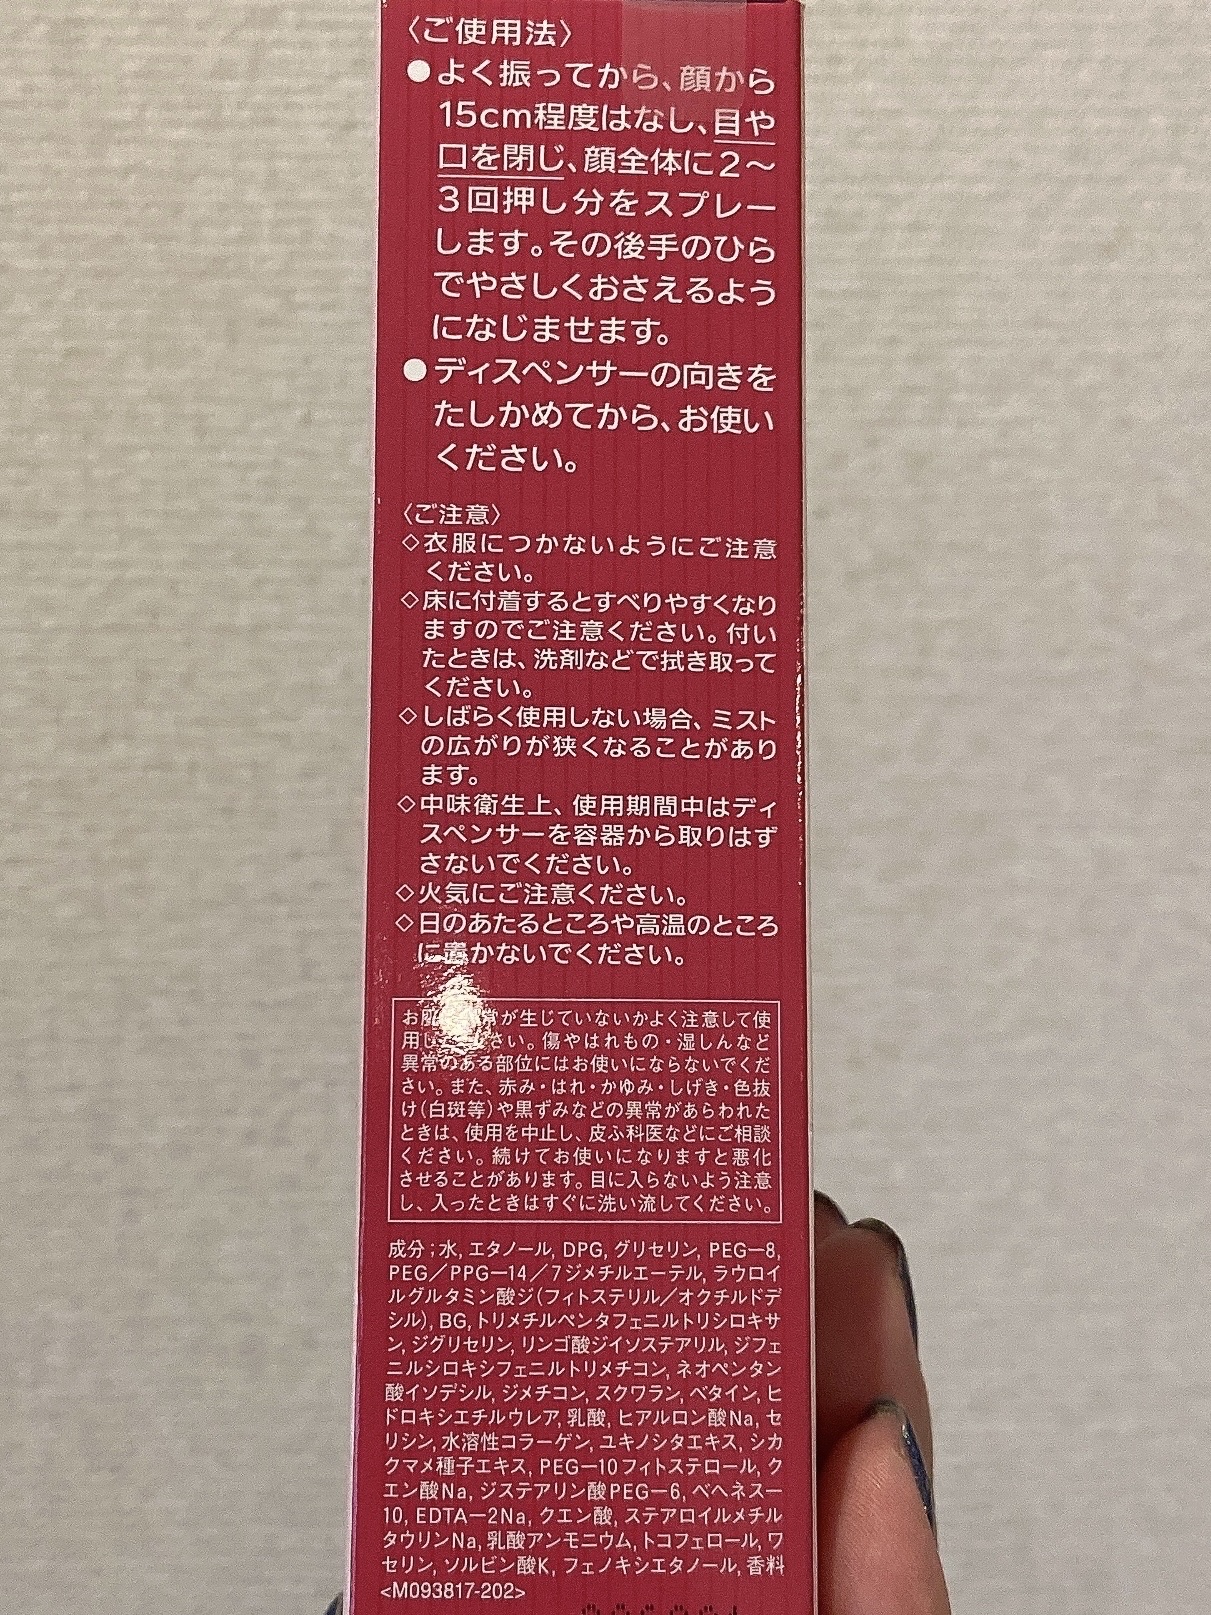 〈ご使用法〉
●よく振ってから、顔から
15cm程度はなし、目や
口を閉じ、顔全体に2～
3回押し分をスプレー
します。その後手のひら
でやさしくおさえるよう
になじませます。
●ディスペンサーの向きを
たしかめてから、お使い
ください。
〈ご注意〉
◇衣服につかないようにご注意
ください。
◇床に付着するとすべりやすくなり
ますのでご注意ください。付い
たときは、洗剤などで拭き取って
ください。
◇しばらく使用しない場合、ミスト
の広がりが狭くなることがあり
ます。
◇中味衛生上、使用期間中はディ
スペンサーを容器から取りはず
さないでください。
◇火気にご注意ください。
◇日のあたるところや高温のところ
に置かないでください。
お肌に異常が生じていないかよく注意して使
用してください。傷やはれもの・湿しんなど
異常のある部位にはお使いにならないでくだ
さい。また、赤み・はれ・かゆみ・しげき・色抜
け(白斑等)や黒ずみなどの異常があらわれた
ときは、使用を中止し、皮ふ科医などにご相談
ください。続けてお使いになりますと悪化
させることがあります。目に入らないよう注意
し、入ったときはすぐに洗い流してください。
成分;水, エタノール, DPG, グリセリン, PEG－8,
PEG／PPG－14／7ジメチルエーテル, ラウロイ
ルグルタミン酸ジ(フィトステリル／オクチルドデ
シル), BG, トリメチルペンタフェニルトリシロキサ
ン, ジグリセリン, リンゴ酸ジイソステアリル, ジフェ
ニルシロキシフェニルトリメチコン, ネオペンタン
酸イソデシル, ジメチコン, スクワラン, ベタイン, ヒ
ドロキシエチルウレア, 乳酸, ヒアルロン酸Na, セ
リシン, 水溶性コラーゲン, ユキノシタエキス, シカ
クマメ種子エキス, PEG－10フィトステロール, ク
エン酸Na, ジステアリン酸PEG－6, ベヘネス－
10, EDTA－2Na, クエン酸, ステアロイルメチル
タウリンNa, 乳酸アンモニウム, トコフェロール, ワ
セリン, ソルビン酸K, フェノキシエタノール, 香料
<M093817-202>